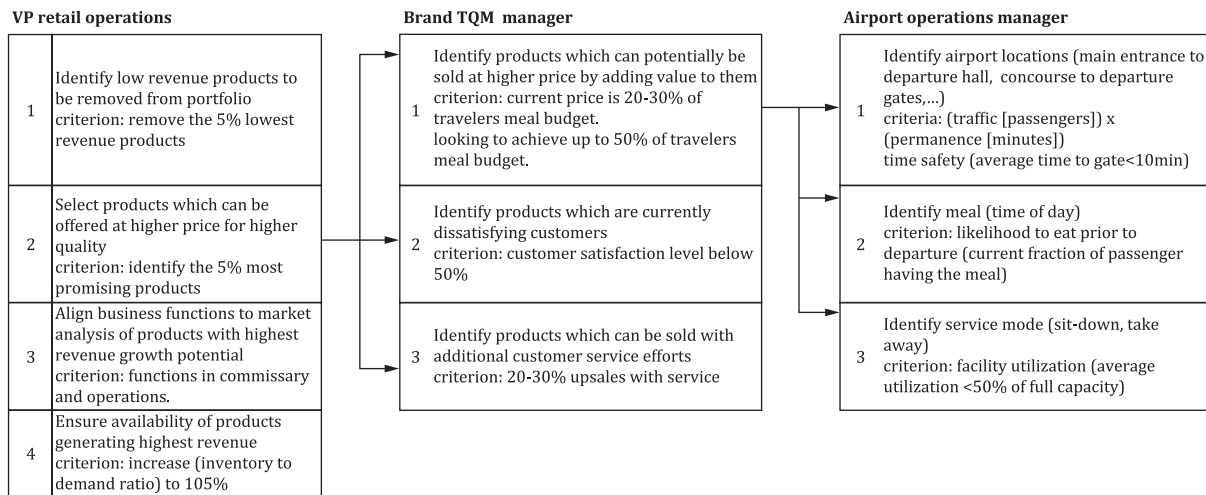 VP retail operations
1
Identify low revenue products to
be removed from portfolio
criterion: remove the 5% lowest
revenue products
2
Select products which can be
offered at higher price for higher
quality
criterion: identify the 5% most
promising products
3
Align business functions to market
analysis of products with highest
revenue growth potential
criterion: functions in commissary
and operations.
4
Ensure availability of products
generating highest revenue
criterion: increase (inventory to
demand ratio) to 105%
Brand TQM manager
1
Identify products which can potentially be
sold at higher price by adding value to them
criterion: current price is 20-30% of
travelers meal budget.
looking to achieve up to 50% of travelers
meal budget.
2
Identify products which are currently
dissatisfying customers
criterion: customer satisfaction level below
50%
3
Identify products which can be sold with
additional customer service efforts
criterion: 20-30% upsales with service
Airport operations manager
1
Identify airport locations (main entrance to
departure hall, concourse to departure
gates,...)
criteria: (traffic [passengers]) x
(permanence [minutes])
time safety (average time to gate<10min)
2
Identify meal (time of day)
criterion: likelihood to eat prior to
departure (current fraction of passenger
having the meal)
3
Identify service mode (sit-down, take
away)
criterion: facility utilization (average
utilization <50% of full capacity)